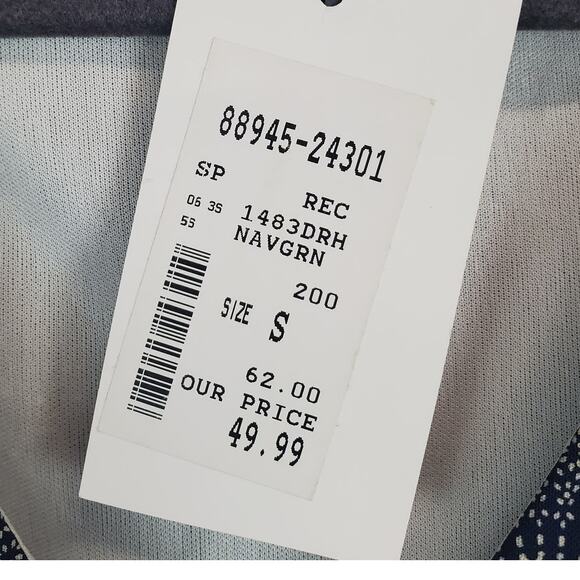 88945-24301
SP REC
06 35 1483DRH
55 NAVGRN
200
SIZE S
62.00
OUR PRICE
49.99